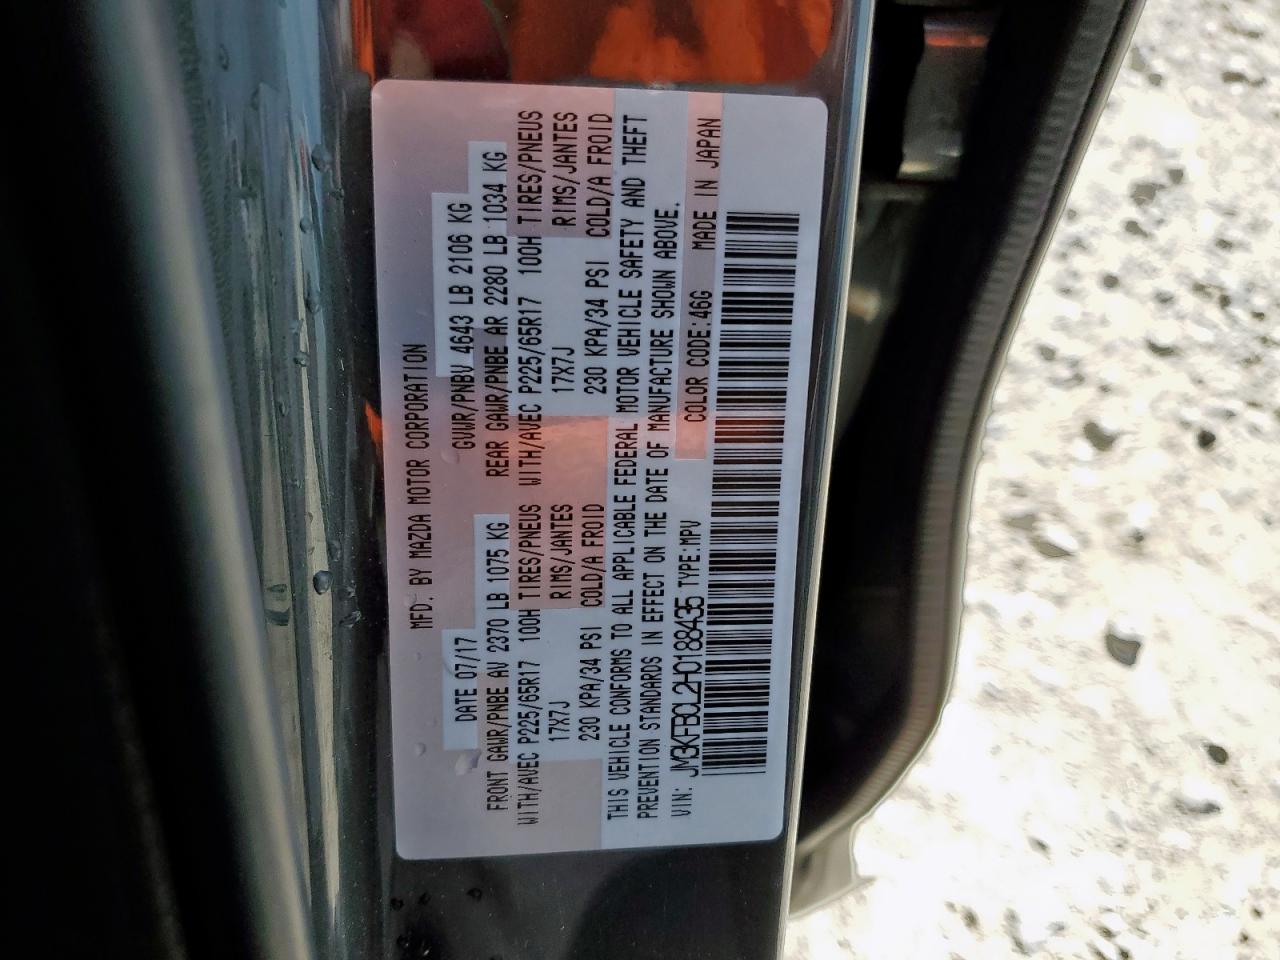 MFD. BY MAZDA MOTOR CORPORATION
DATE 07/17 GVWR/PNBV 4643 LB 2106 KG
FRONT GAWR/PNBE AV 2370 LB 1075 KG REAR GAWR/PNBE AR 2280 LB 1034 KG
WITH/AVEC P225/65R17 100H TIRES/PNEUS WITH/AVEC P225/65R17 100H TIRES/PNEUS
17X7J RIMS/JANTES 17X7J RIMS/JANTES
230 KPA/34 PSI COLD/A FROID 230 KPA/34 PSI COLD/A FROID
THIS VEHICLE CONFORMS TO ALL APPLICABLE FEDERAL MOTOR VEHICLE SAFETY AND THEFT
PREVENTION STANDARDS IN EFFECT ON THE DATE OF MANUFACTURE SHOWN ABOVE.
VIN: JM3KFBCL2H0188435 TYPE:MPV COLOR CODE:46G MADE IN JAPAN